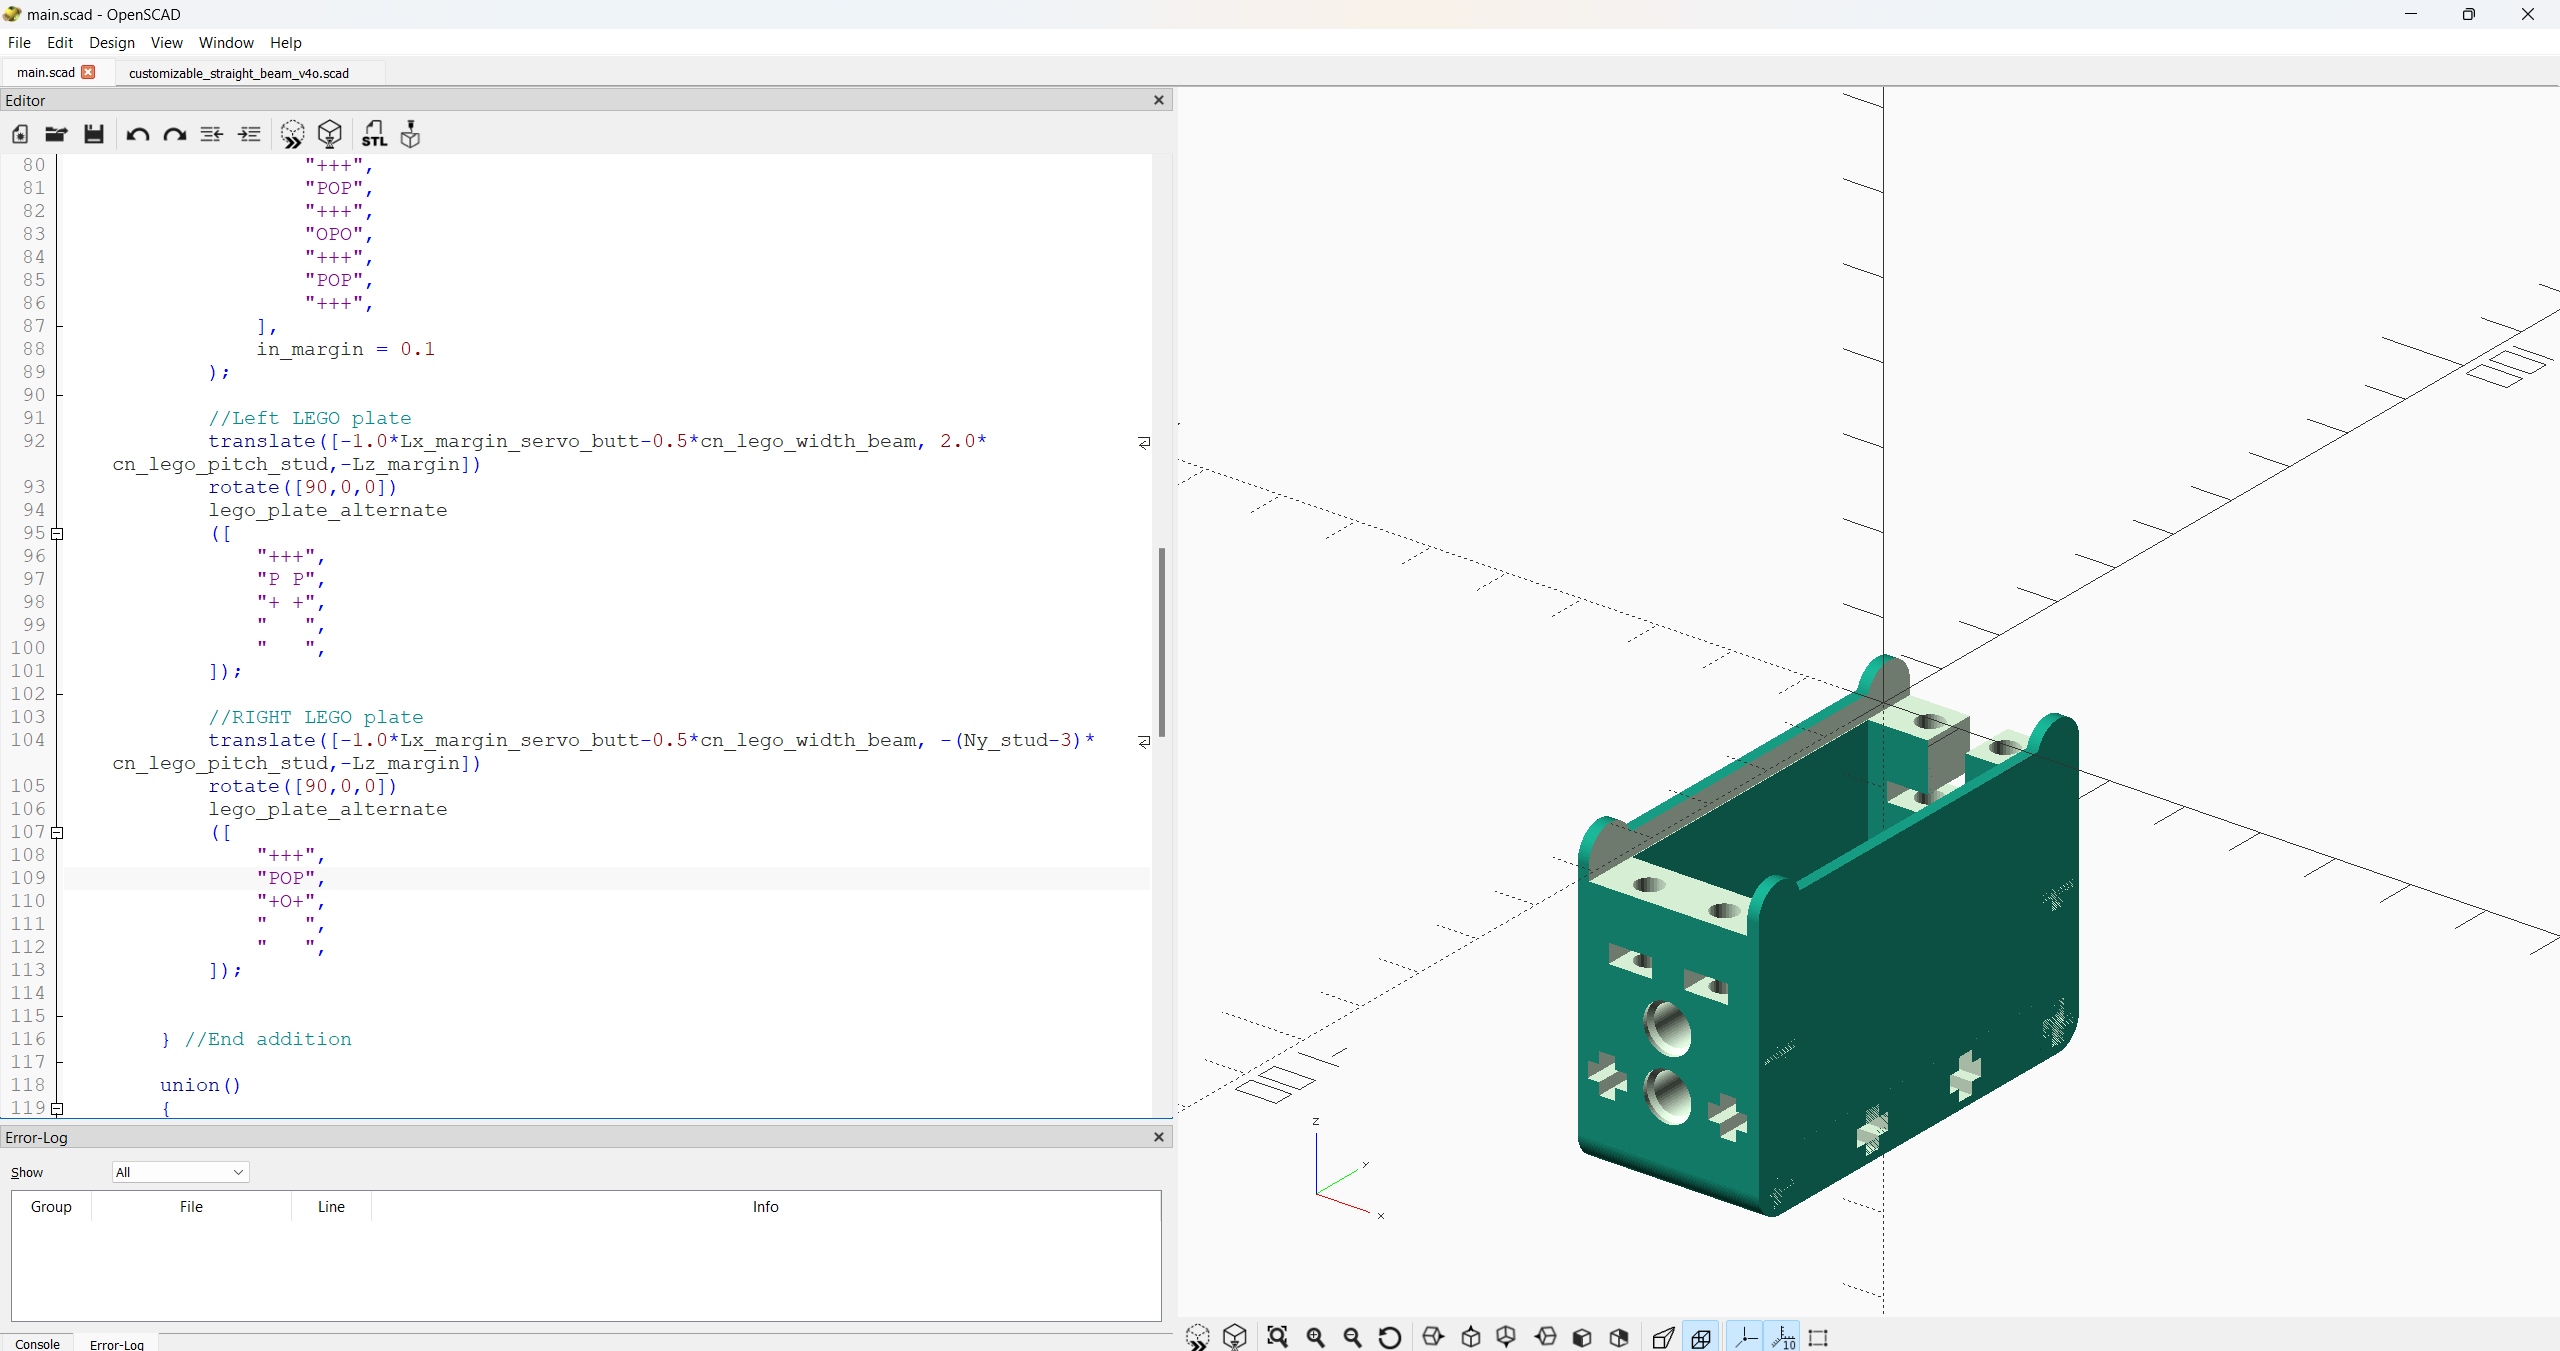 main.scad - OpenSCAD
File Edit Design View Window Help
main.scad customizable_straight_beam_v4o.scad
Editor
STL
80 "+++",
81 "POP",
82 "+++",
83 "OPO",
84 "+++",
85 "POP",
86 "+++",
87 ],
88 in_margin = 0.1
89 );
90
91 //Left LEGO plate
92 translate([-1.0*Lx_margin_servo_butt-0.5*cn_lego_width_beam, 2.0*
cn_lego_pitch_stud,-Lz_margin])
93 rotate([90,0,0])
94 lego_plate_alternate
95 ([
96 "+++",
97 "P P",
98 "+ +",
99 "   ",
100 "   ",
101 ]);
102
103 //RIGHT LEGO plate
104 translate([-1.0*Lx_margin_servo_butt-0.5*cn_lego_width_beam, -(Ny_stud-3)*
cn_lego_pitch_stud,-Lz_margin])
105 rotate([90,0,0])
106 lego_plate_alternate
107 ([
108 "+++",
109 "POP",
110 "+O+",
111 "   ",
112 "   ",
113 ]);
114
115
116 } //End addition
117
118 union()
119 {
Error-Log
Show All
Group File Line Info
Console Error-Log
z
y
x
10